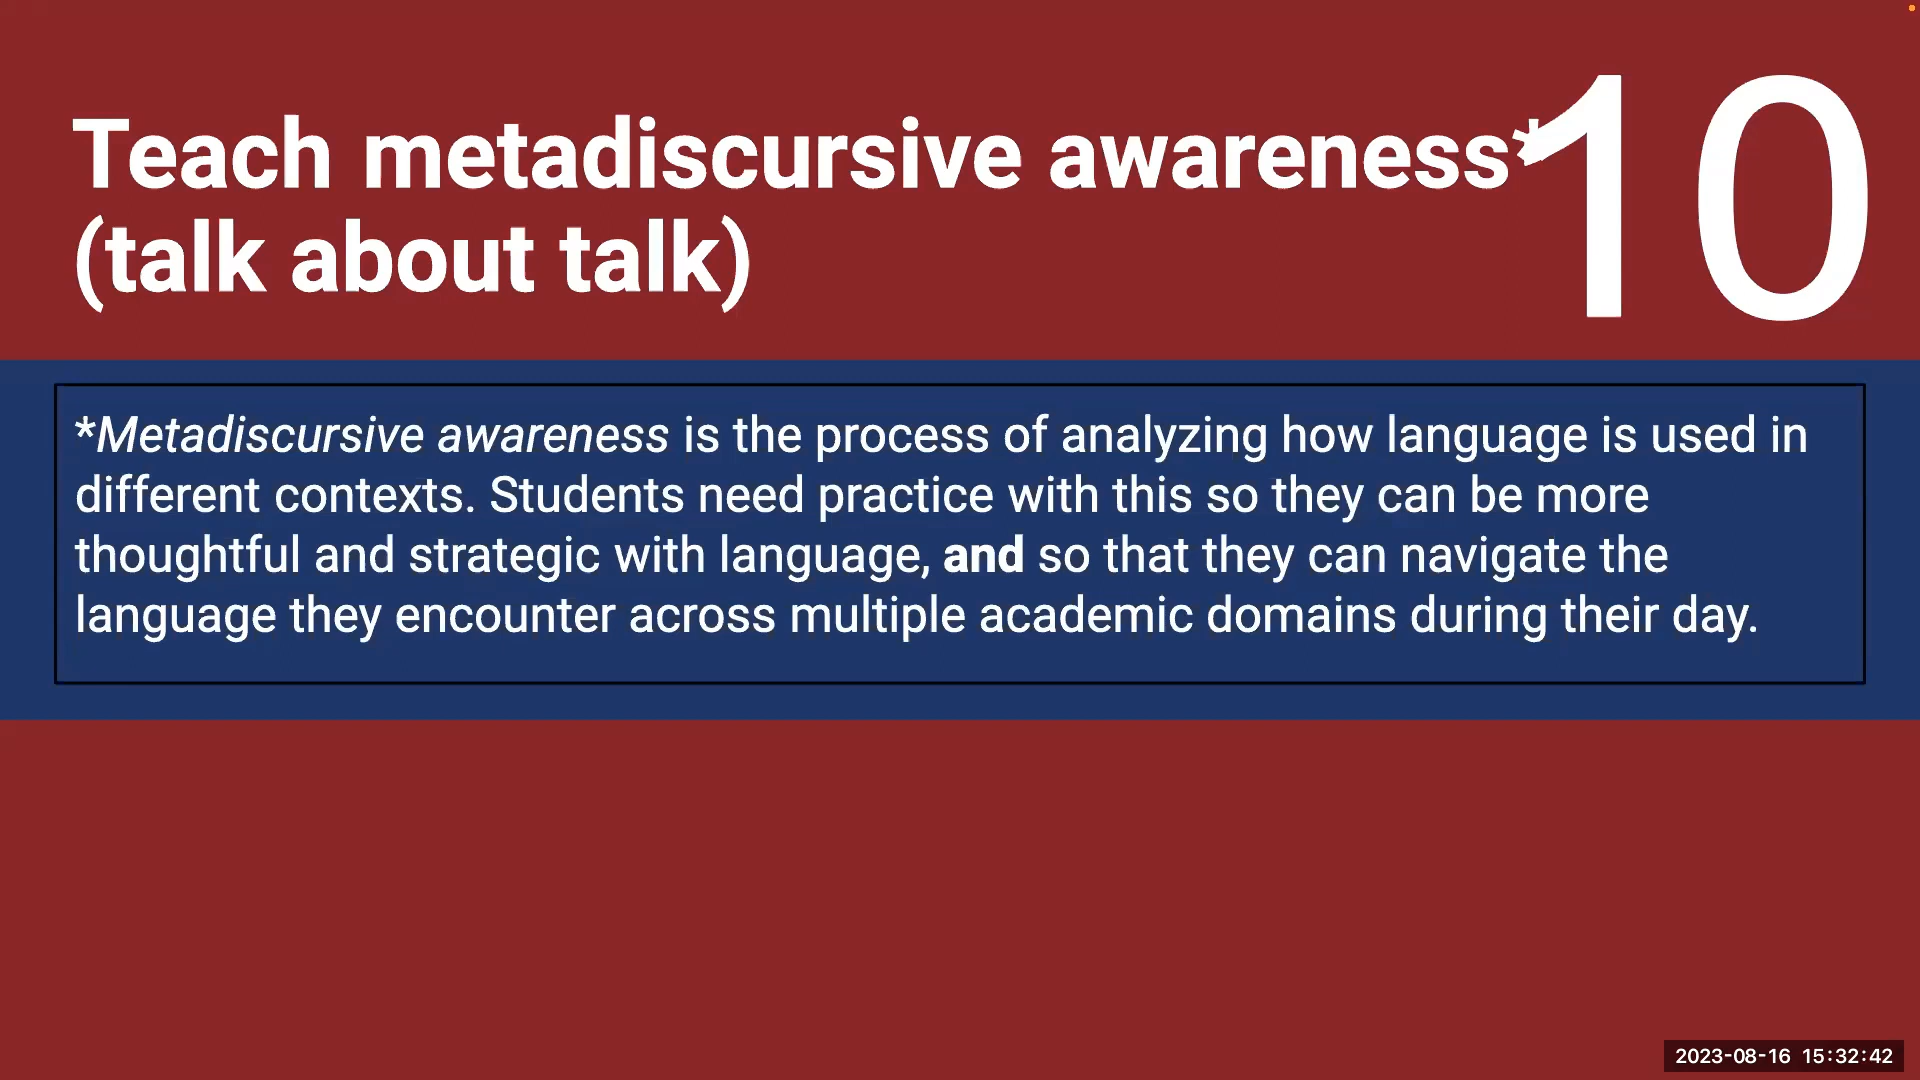 Teach metadiscursive awareness*
(talk about talk)
10
*Metadiscursive awareness is the process of analyzing how language is used in
different contexts. Students need practice with this so they can be more
thoughtful and strategic with language, and so that they can navigate the
language they encounter across multiple academic domains during their day.
2023-08-16 15:32:42